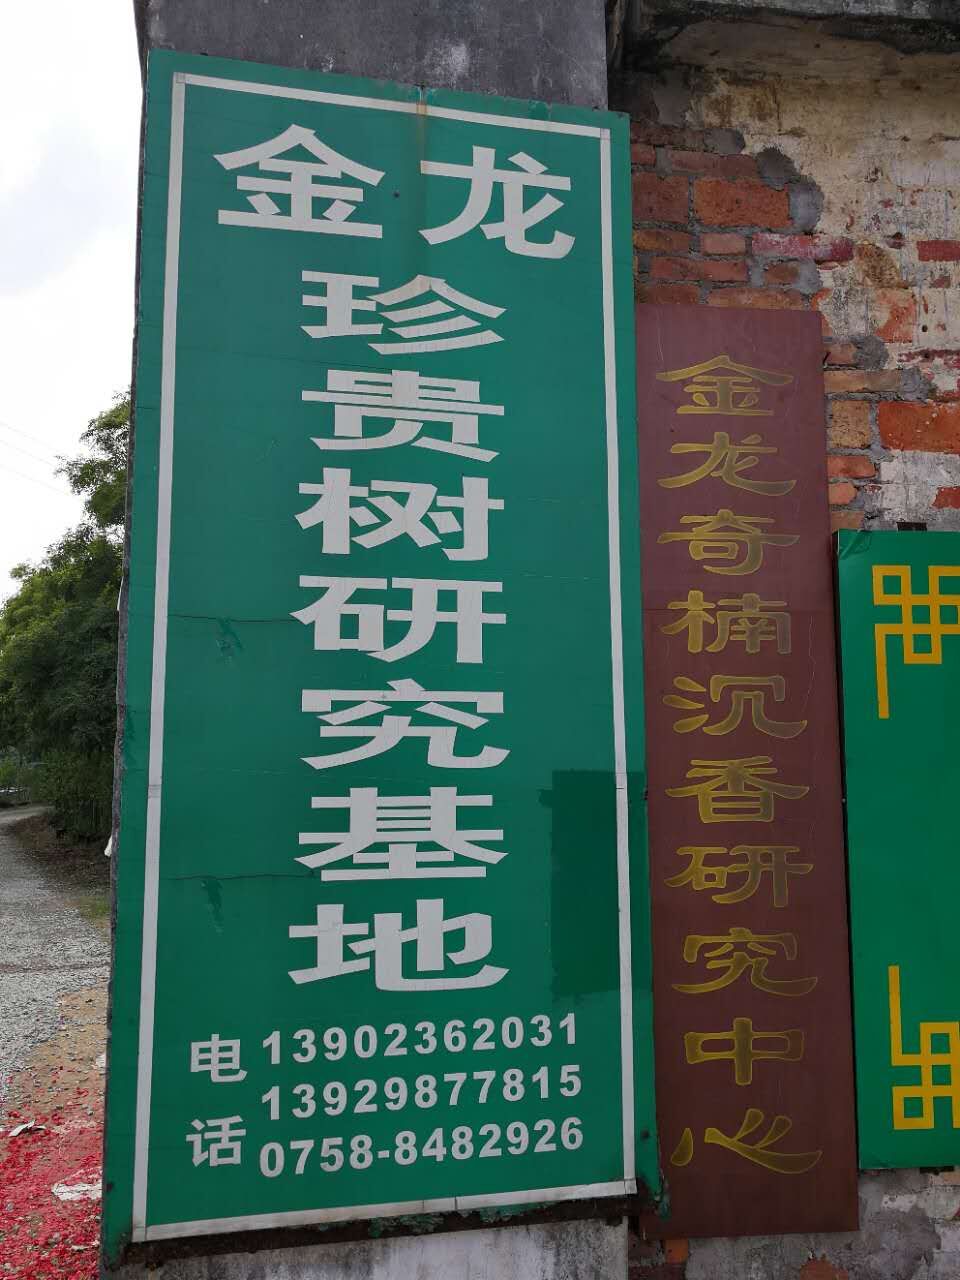 金龙
珍贵树研究基地
电话
13902362031
13929877815
0758-8482926
金龙奇楠沉香研究中心